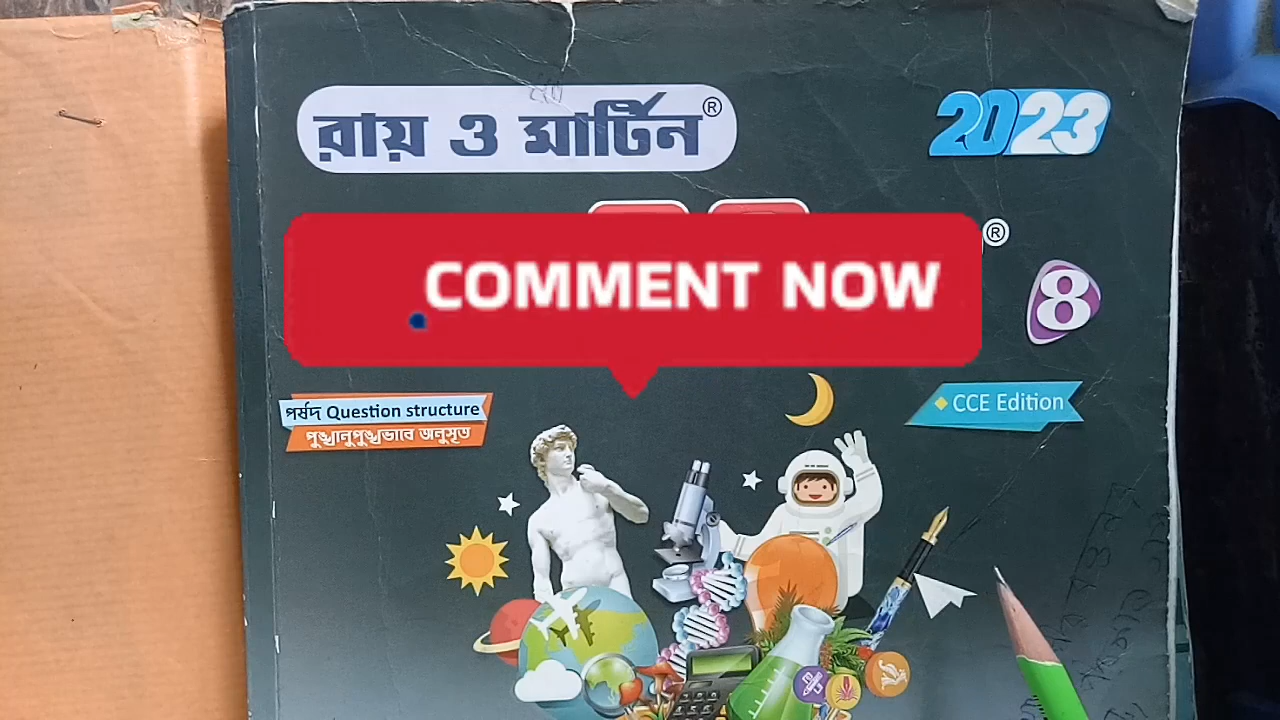 রায় ও মার্টিন®
2023
®
COMMENT NOW
8
পর্ষদ Question structure
পুঙ্খানুপুঙ্খভাবে অনুসৃত
CCE Edition